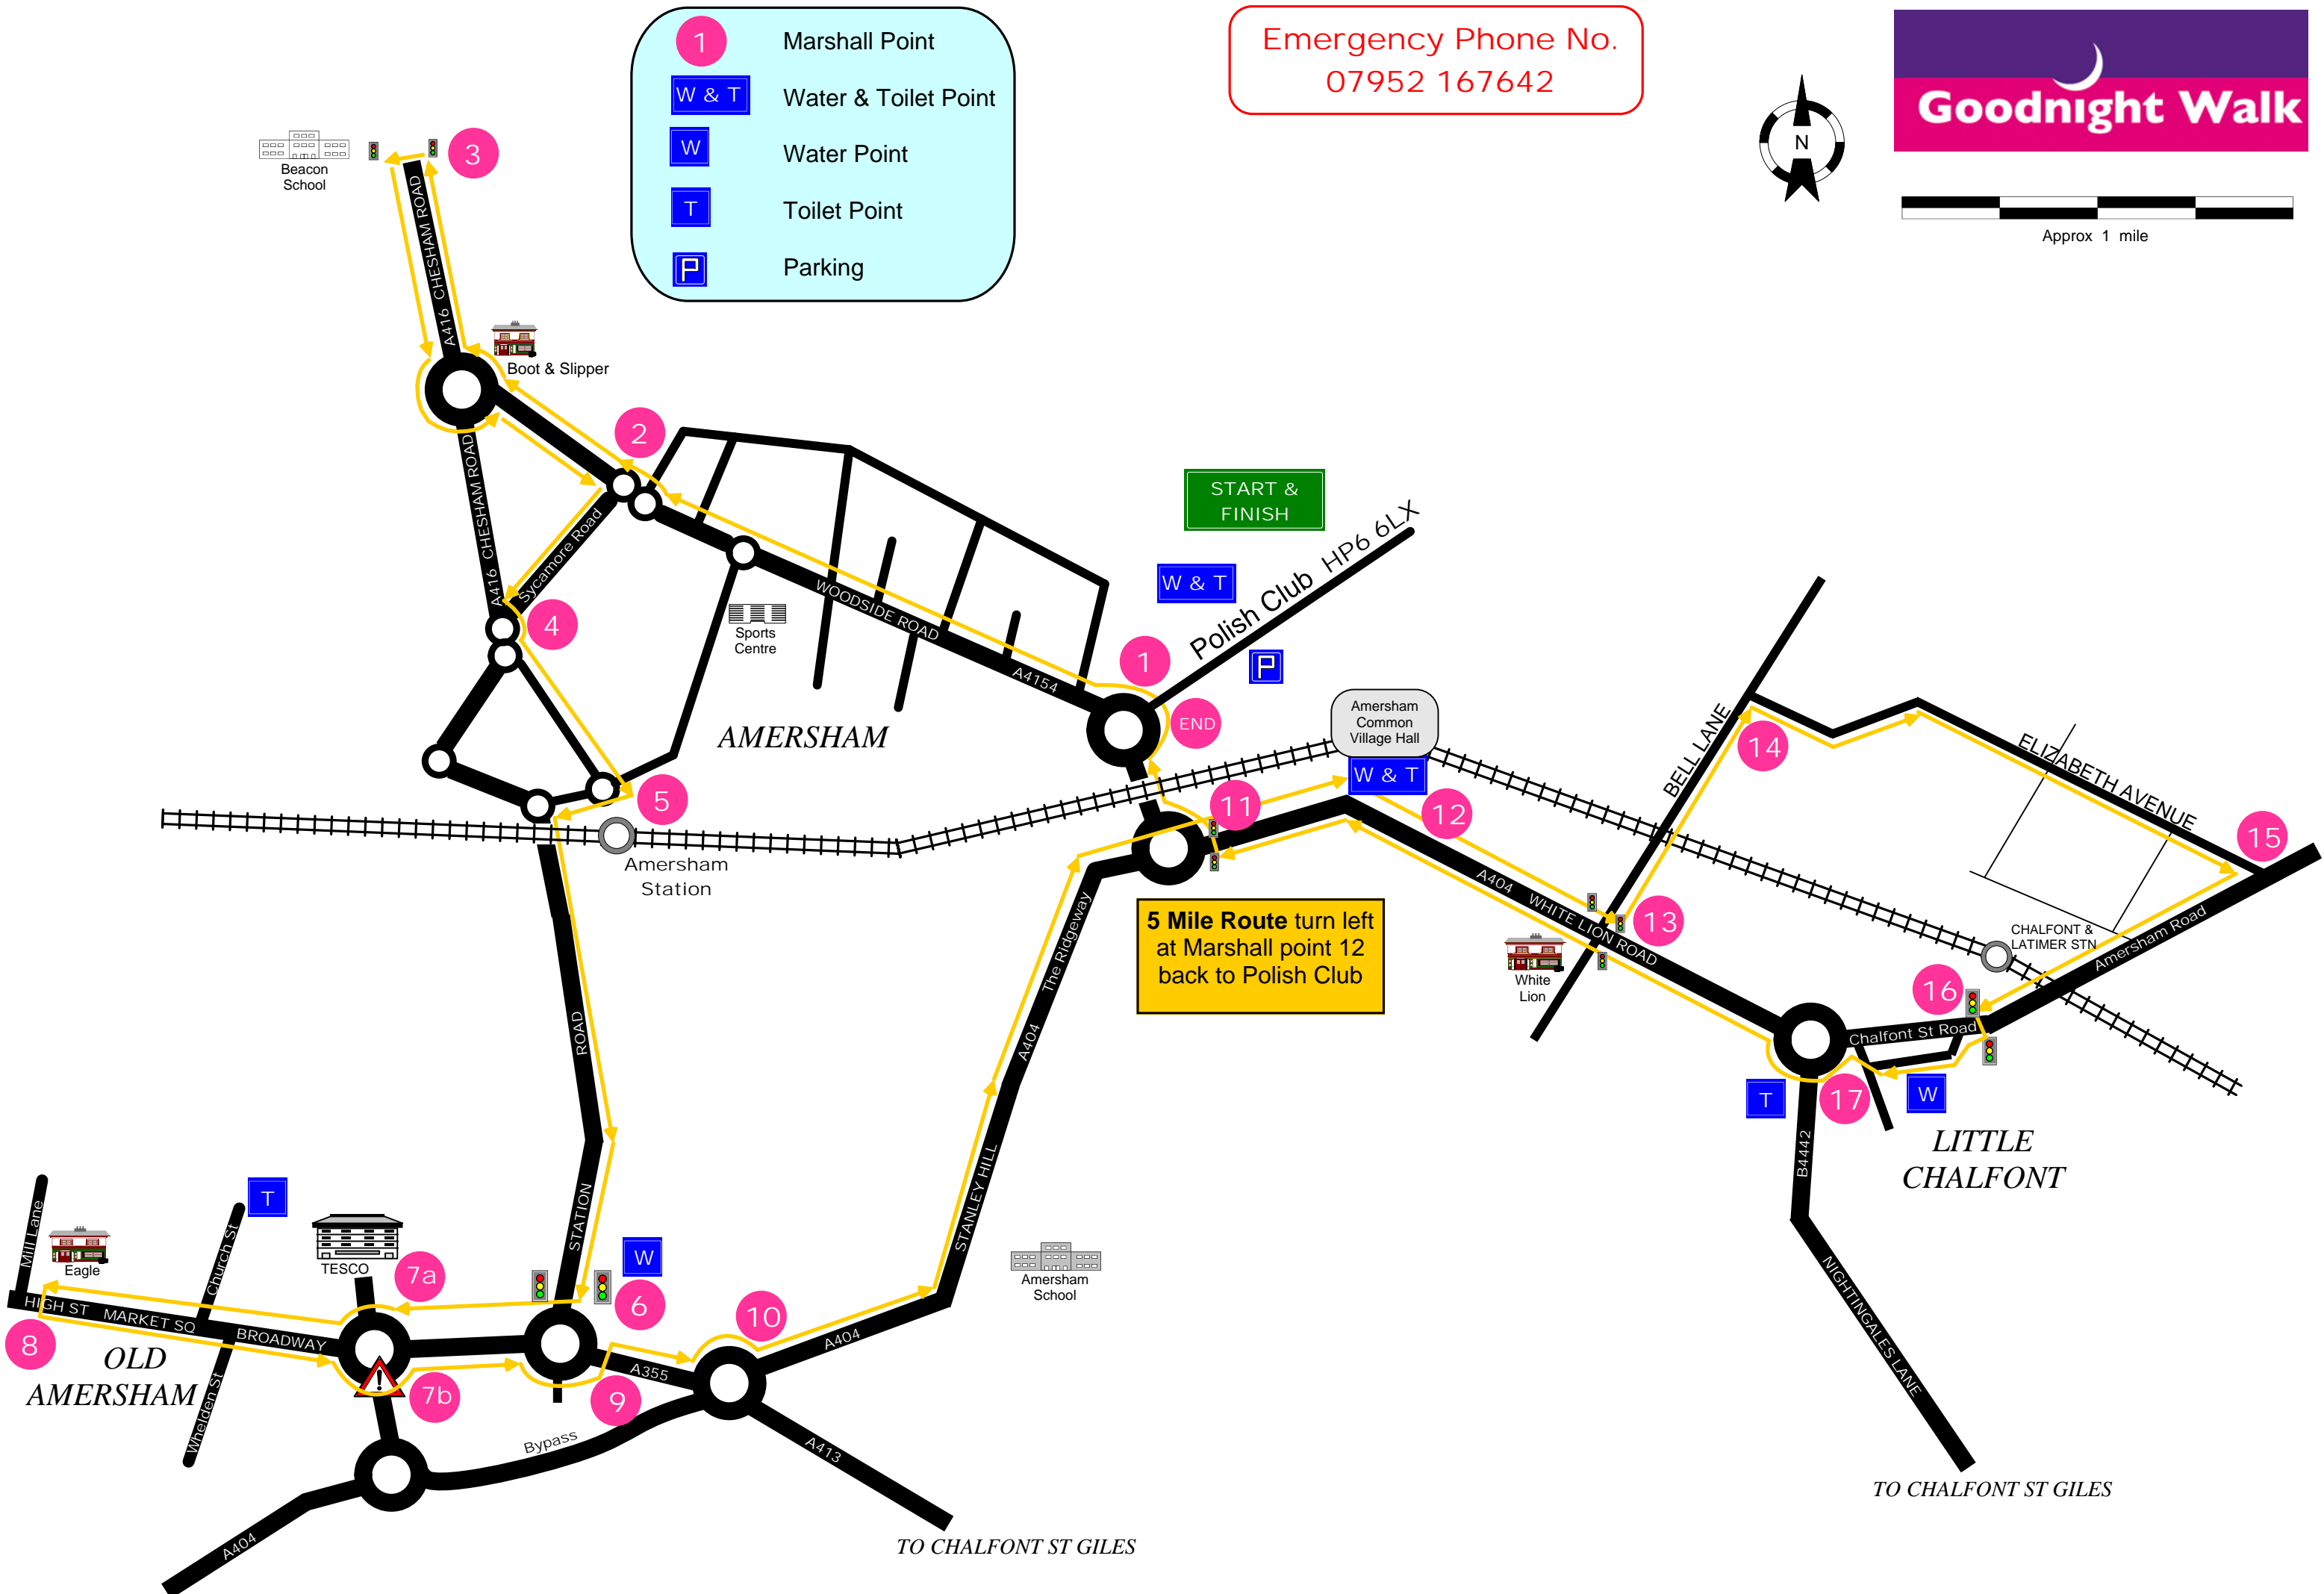 1
Marshall Point
W & T
Water & Toilet Point
W
Water Point
T
Toilet Point
P
Parking
Emergency Phone No.
07952 167642
N
Goodnight Walk
Approx 1 mile
Beacon
School
3
A416 CHESHAM ROAD
Boot & Slipper
2
A416 CHESHAM ROAD
Sycamore Road
4
Sports
Centre
WOODSIDE ROAD
A4154
START &
FINISH
W & T
Polish Club HP6 6LX
1
P
END
AMERSHAM
Amersham
Common
Village Hall
W & T
5
Amersham
Station
11
12
BELL LANE
14
ELIZABETH AVENUE
15
5 Mile Route turn left
at Marshall point 12
back to Polish Club
A404 WHITE LION ROAD
13
White
Lion
CHALFONT &
LATIMER STN
Amersham Road
16
Chalfont St Road
T
17
W
LITTLE
CHALFONT
B4442
NIGHTINGALES LANE
TO CHALFONT ST GILES
The Ridgeway
A404
STANLEY HILL
Amersham
School
ROAD
STATION
W
6
Mill Lane
Eagle
Church St
T
TESCO
7a
HIGH ST MARKET SQ BROADWAY
8
OLD
AMERSHAM
Whelden St
7b
9
A355
10
A404
Bypass
A413
TO CHALFONT ST GILES
A404